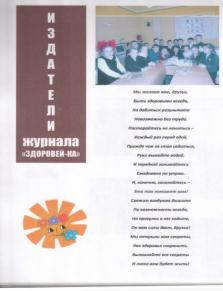 ИЗДАТЕЛИ
журнала
«ЗДОРОВЕЙ-КА»
Мы желаем вам, друзья,
Быть здоровыми всегда,
Но добиться результата
Невозможно без труда.
Постарайтесь не лениться –
Каждый раз перед едой,
Прежде чем за стол садиться,
Руки вымойте водой.
И зарядкой занимайтесь
Ежедневно по утрам.
И, конечно, закаляйтесь –
Это так поможет вам!
Свежим воздухом дышите
По возможности всегда,
На прогулки в лес ходите,
Он вам силы даст, друзья!
Мы открыли вам секреты,
Как здоровье сохранить.
Выполняйте все советы
И легко вам будет жить!